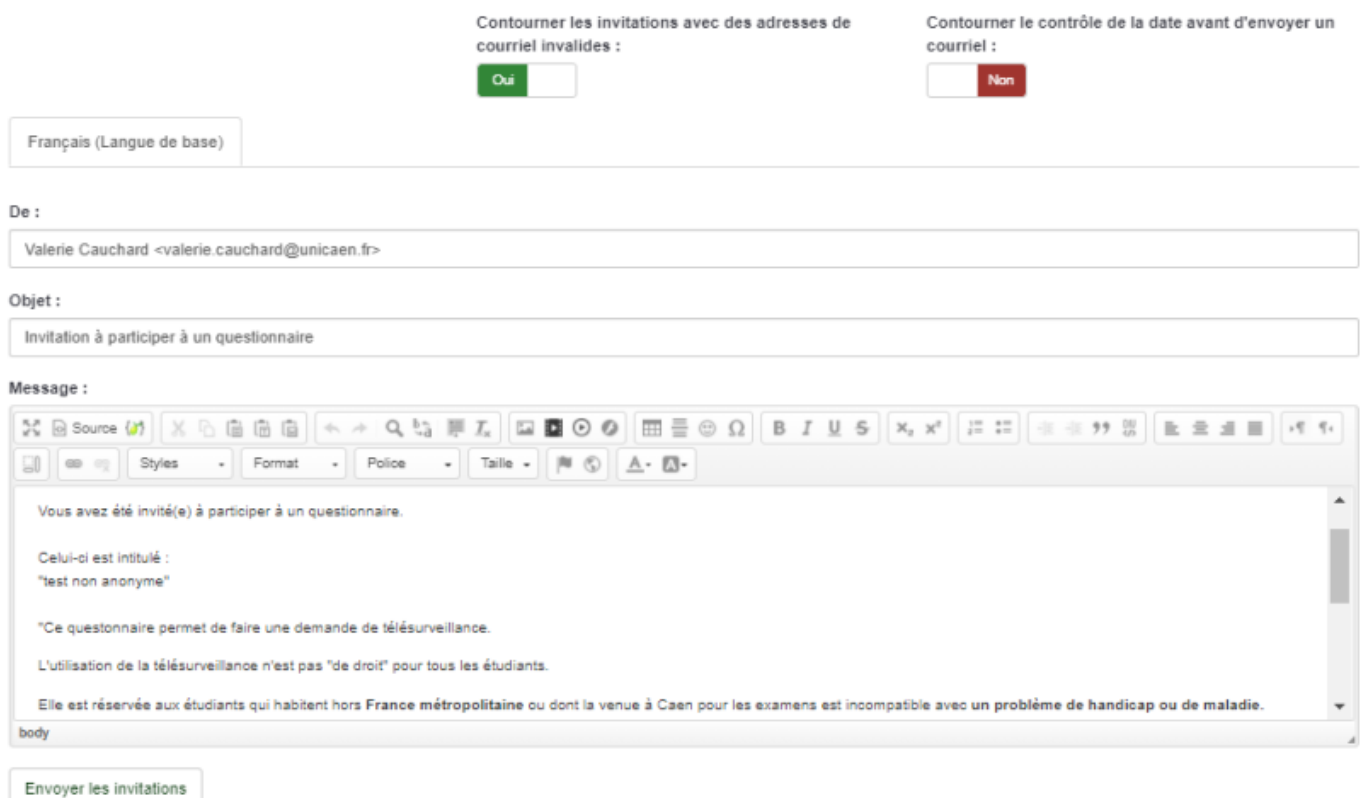 Contourner les invitations avec des adresses de
courriel invalides :
Oui
Contourner le contrôle de la date avant d'envoyer un
courriel :
Non
Français (Langue de base)
De :
Valerie Cauchard <valerie.cauchard@unicaen.fr>
Objet :
Invitation à participer à un questionnaire
Message :
Source
B I U S x₂ x²
Styles Format Police Taille A A
Vous avez été invité(e) à participer à un questionnaire.
Celui-ci est intitulé :
"test non anonyme"
"Ce questonnaire permet de faire une demande de télésurveillance.
L'utilisation de la télésurveillance n'est pas "de droit" pour tous les étudiants.
Elle est réservée aux étudiants qui habitent hors France métropolitaine ou dont la venue à Caen pour les examens est incompatible avec un problème de handicap ou de maladie.
body
Envoyer les invitations